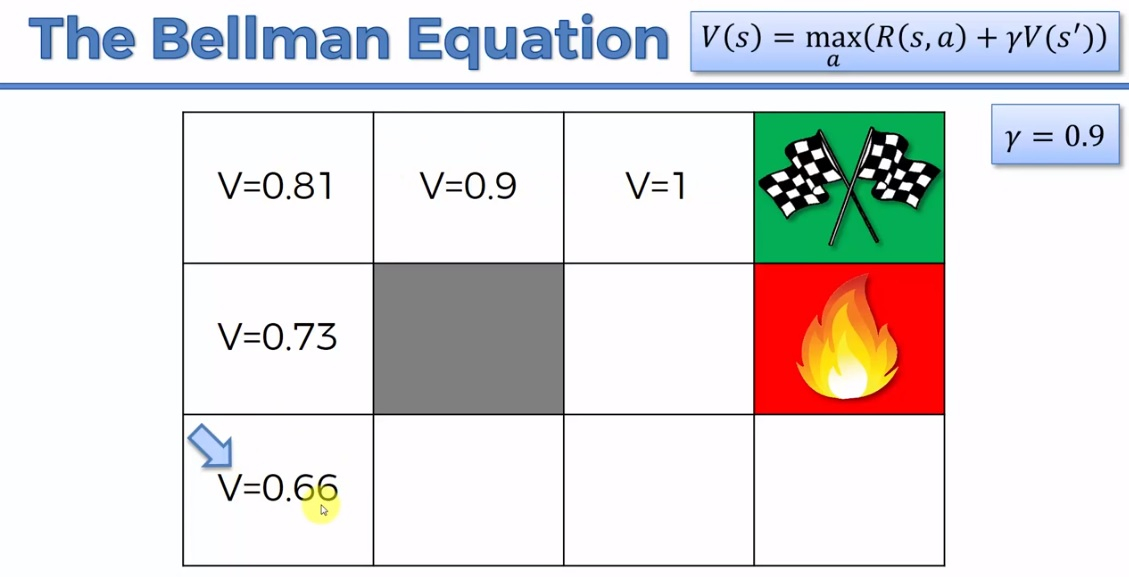 The Bellman Equation
V(s) = max(R(s, a) + γV(s′))
a
γ = 0.9
V=0.81 V=0.9 V=1
V=0.73
V=0.66